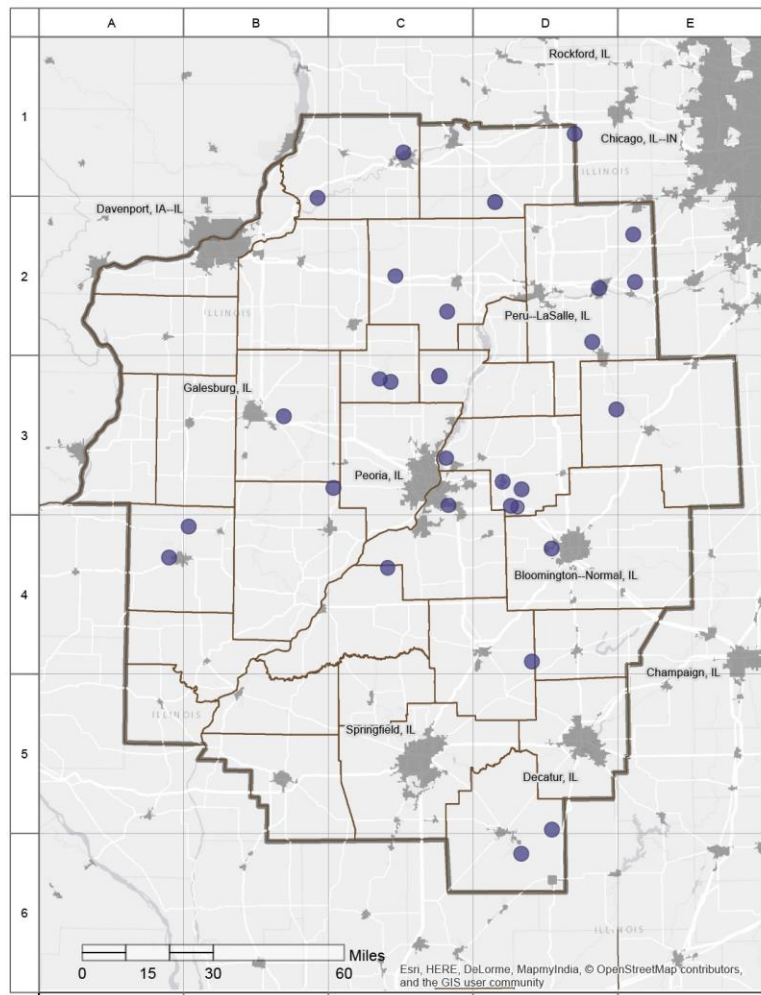 A B C D E
Rockford, IL
1
Chicago, IL--IN
ILLINOIS
Davenport, IA--IL
2
ILLINOIS
Peru--LaSalle, IL
Galesburg, IL
3
Peoria, IL
Bloomington--Normal, IL
4
Champaign, IL
ILLINOIS
Springfield, IL
5
Decatur, IL
6
ILLINOIS
Miles
0 15 30 60
Esri, HERE, DeLorme, MapmyIndia, © OpenStreetMap contributors,
and the GIS user community